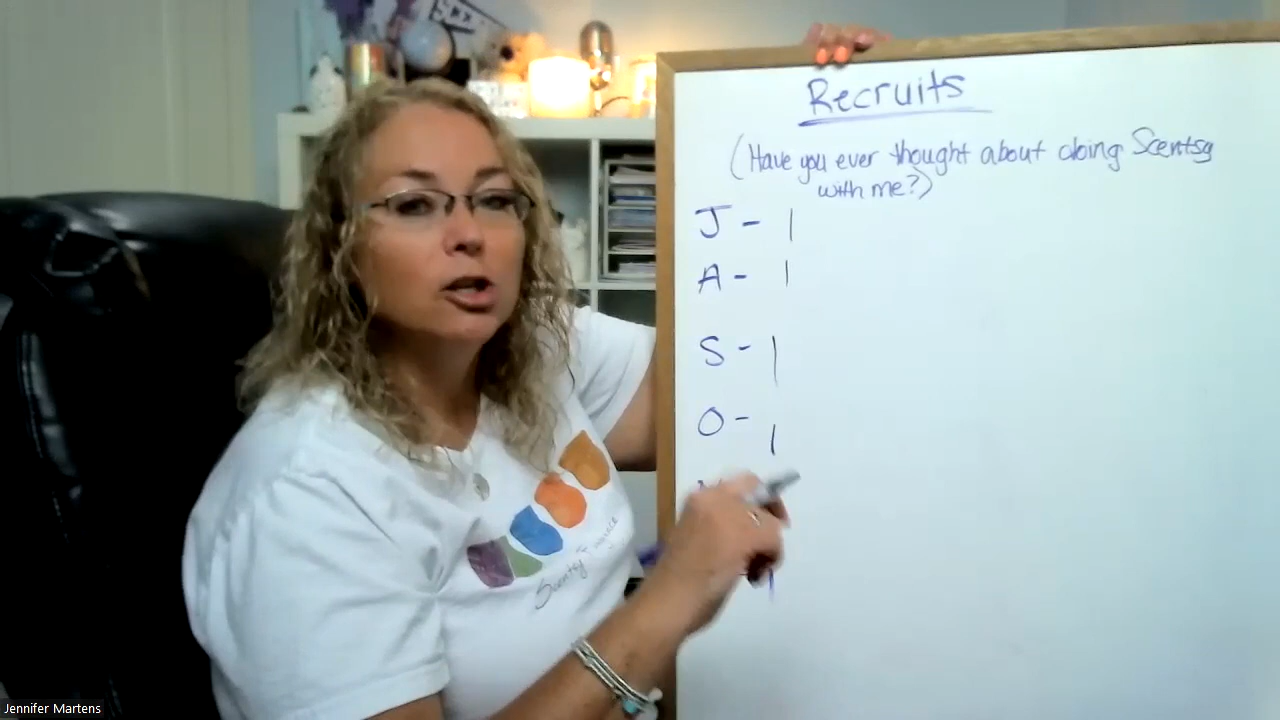 Recruits
(Have you ever thought about doing Scentsy
with me?)
J - 1
A - 1
S - 1
O - 1
Jennifer Martens